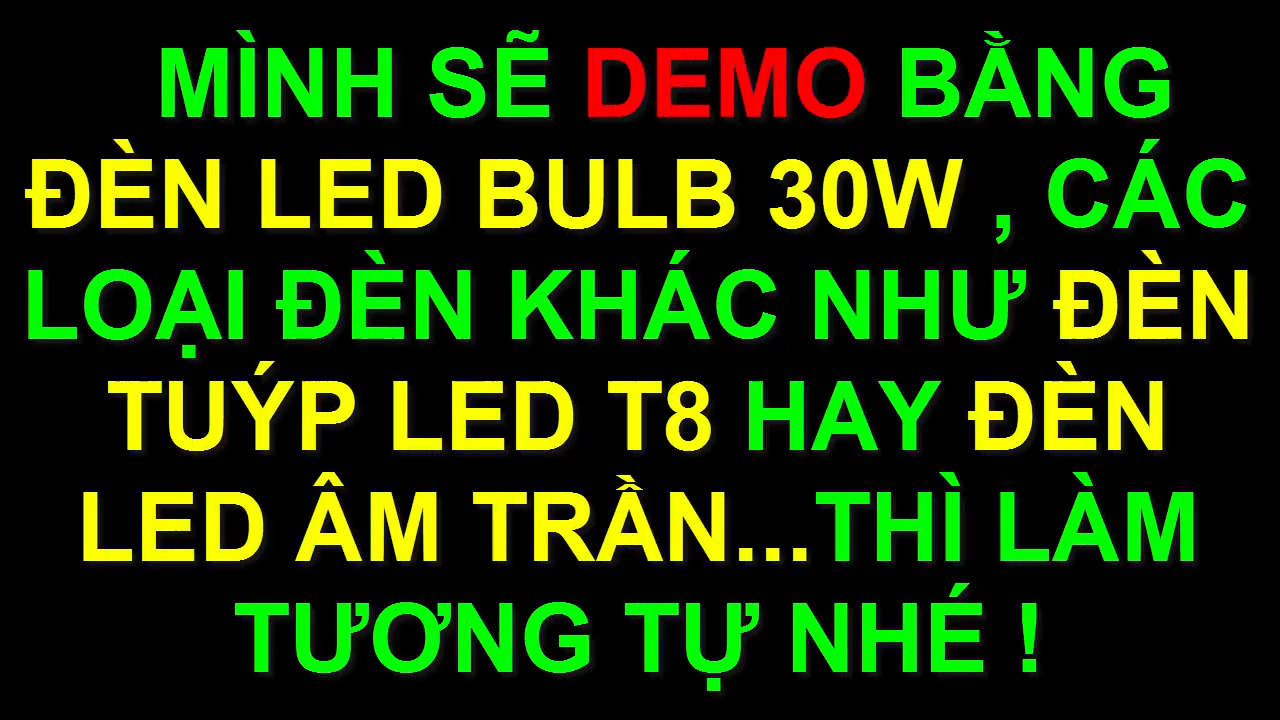 MÌNH SẼ DEMO BẰNG
ĐÈN LED BULB 30W , CÁC
LOẠI ĐÈN KHÁC NHƯ ĐÈN
TUÝP LED T8 HAY ĐÈN
LED ÂM TRẦN...THÌ LÀM
TƯƠNG TỰ NHÉ !